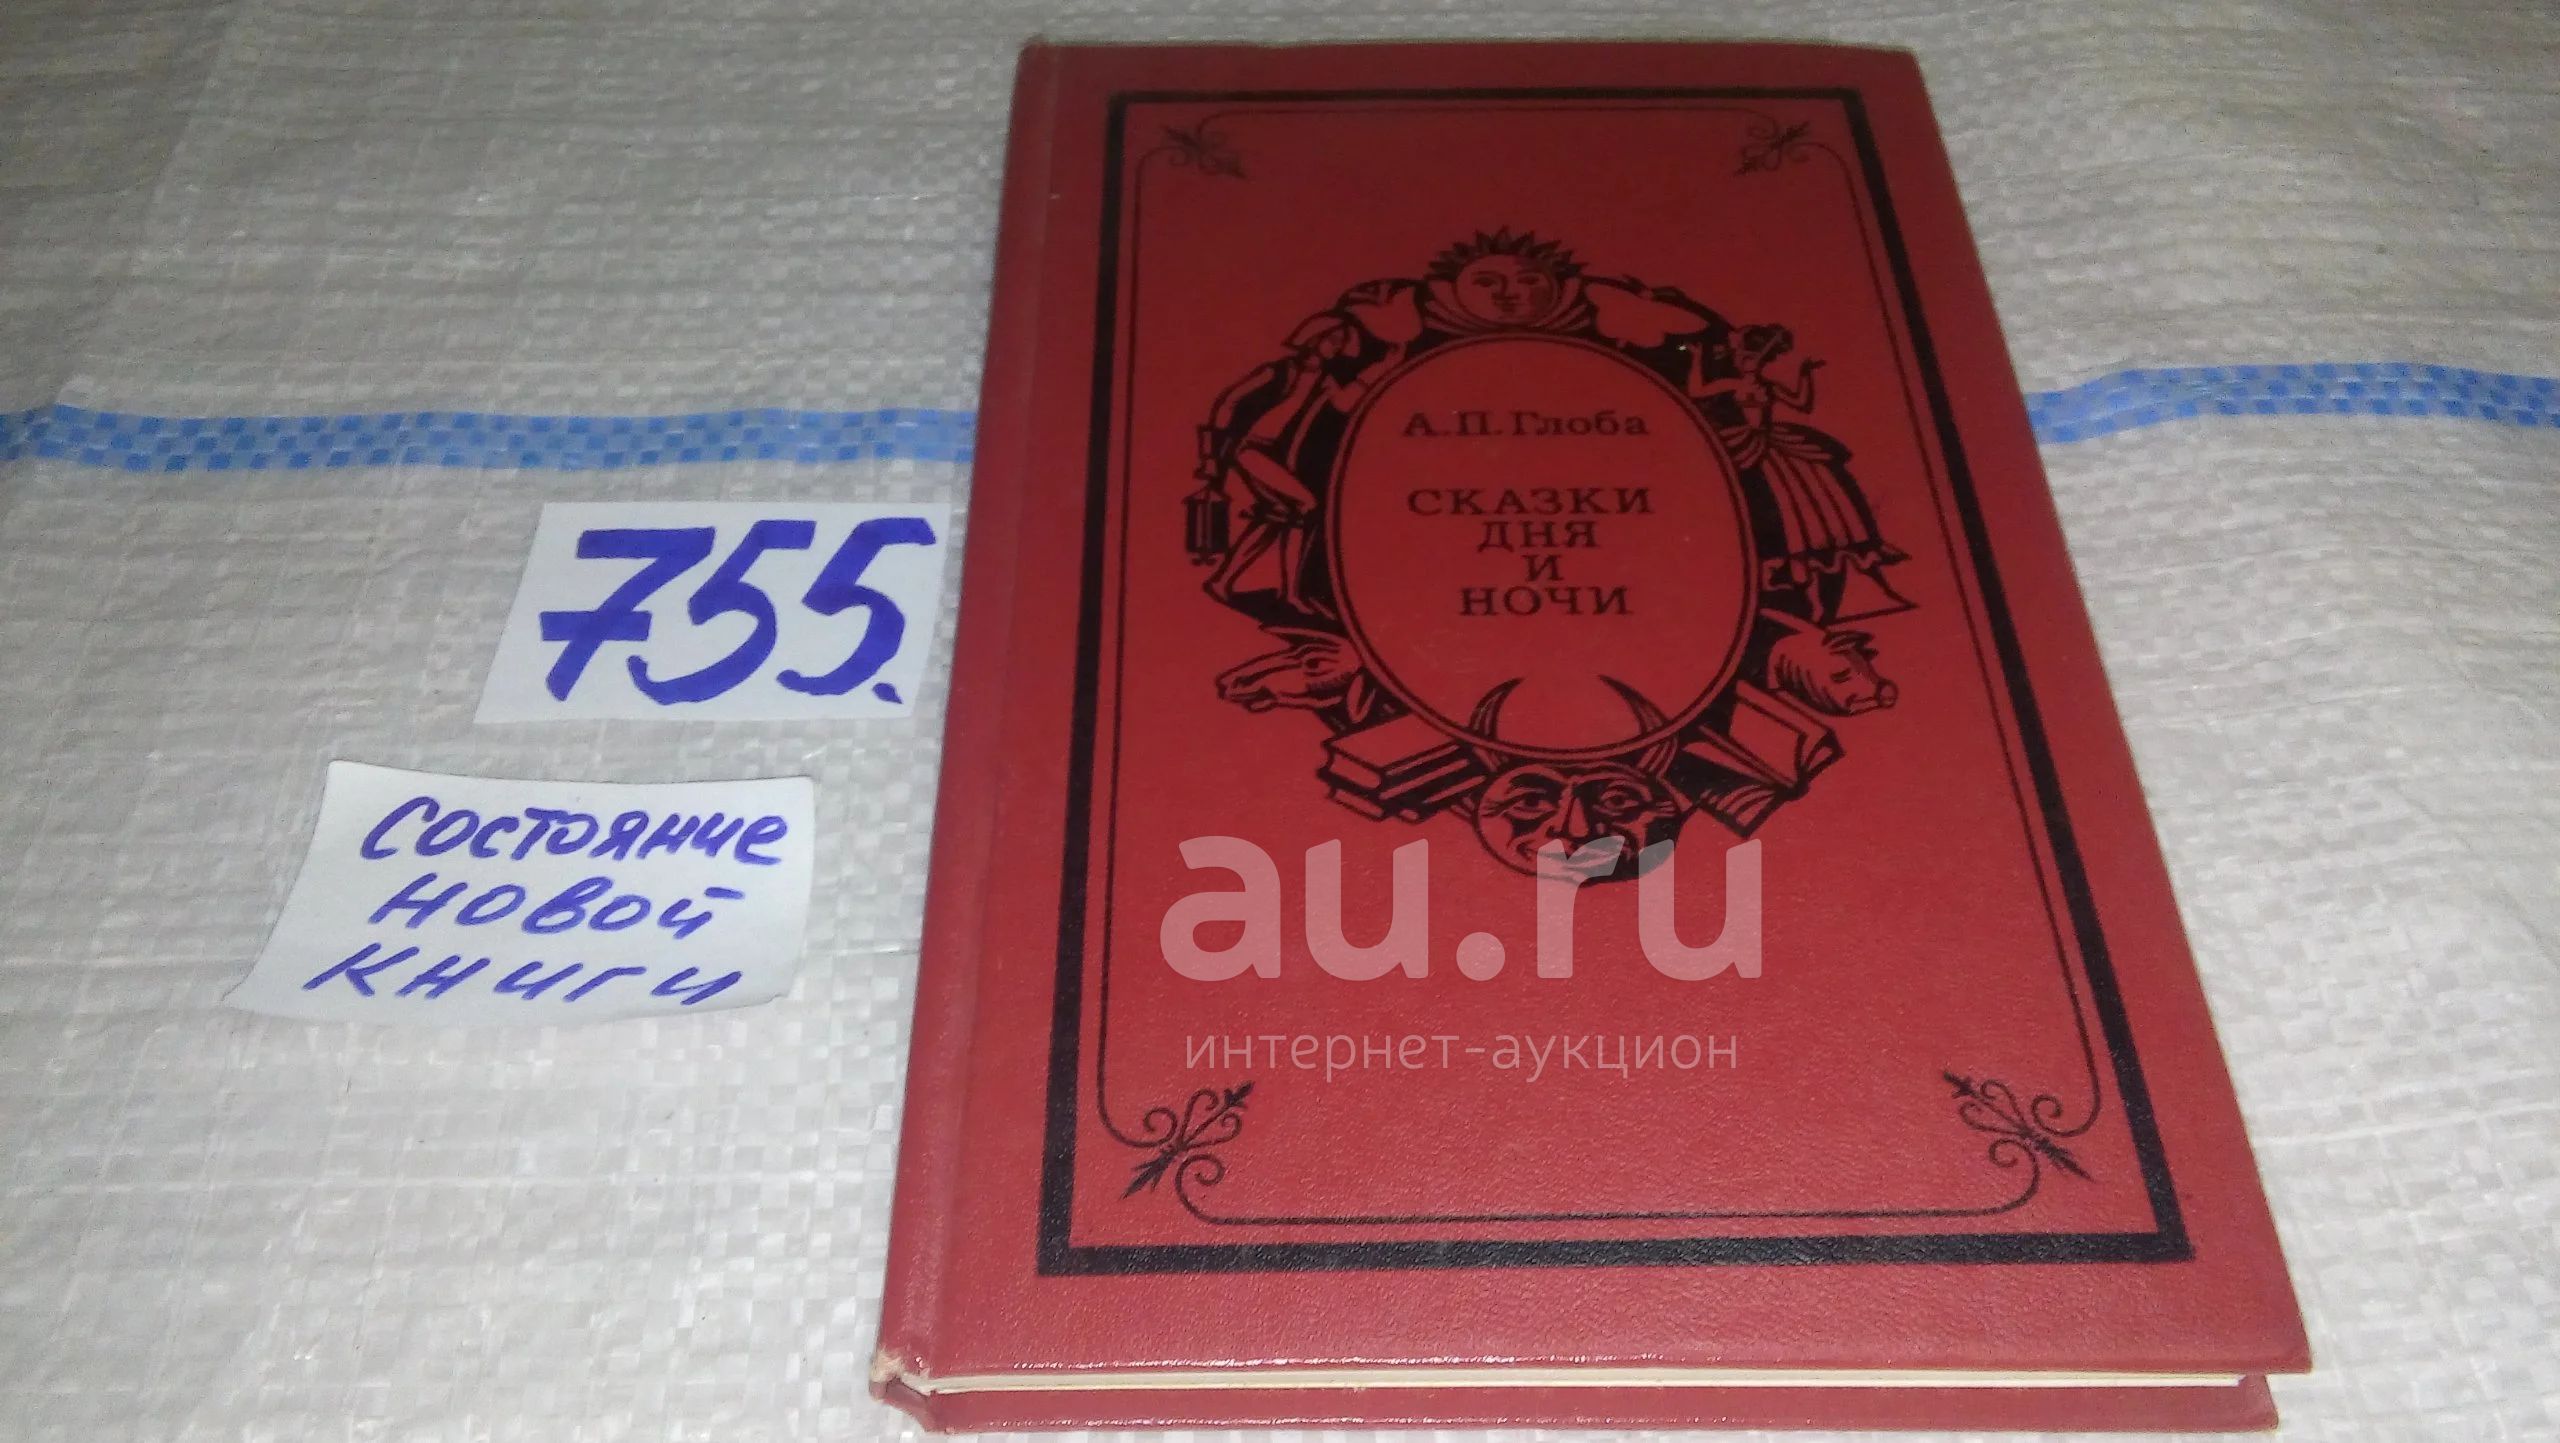 755.
состояние
новой
книги
А.П.Глоба
СКАЗКИ
ДНЯ
И
НОЧИ
au.ru
интернет-аукцион